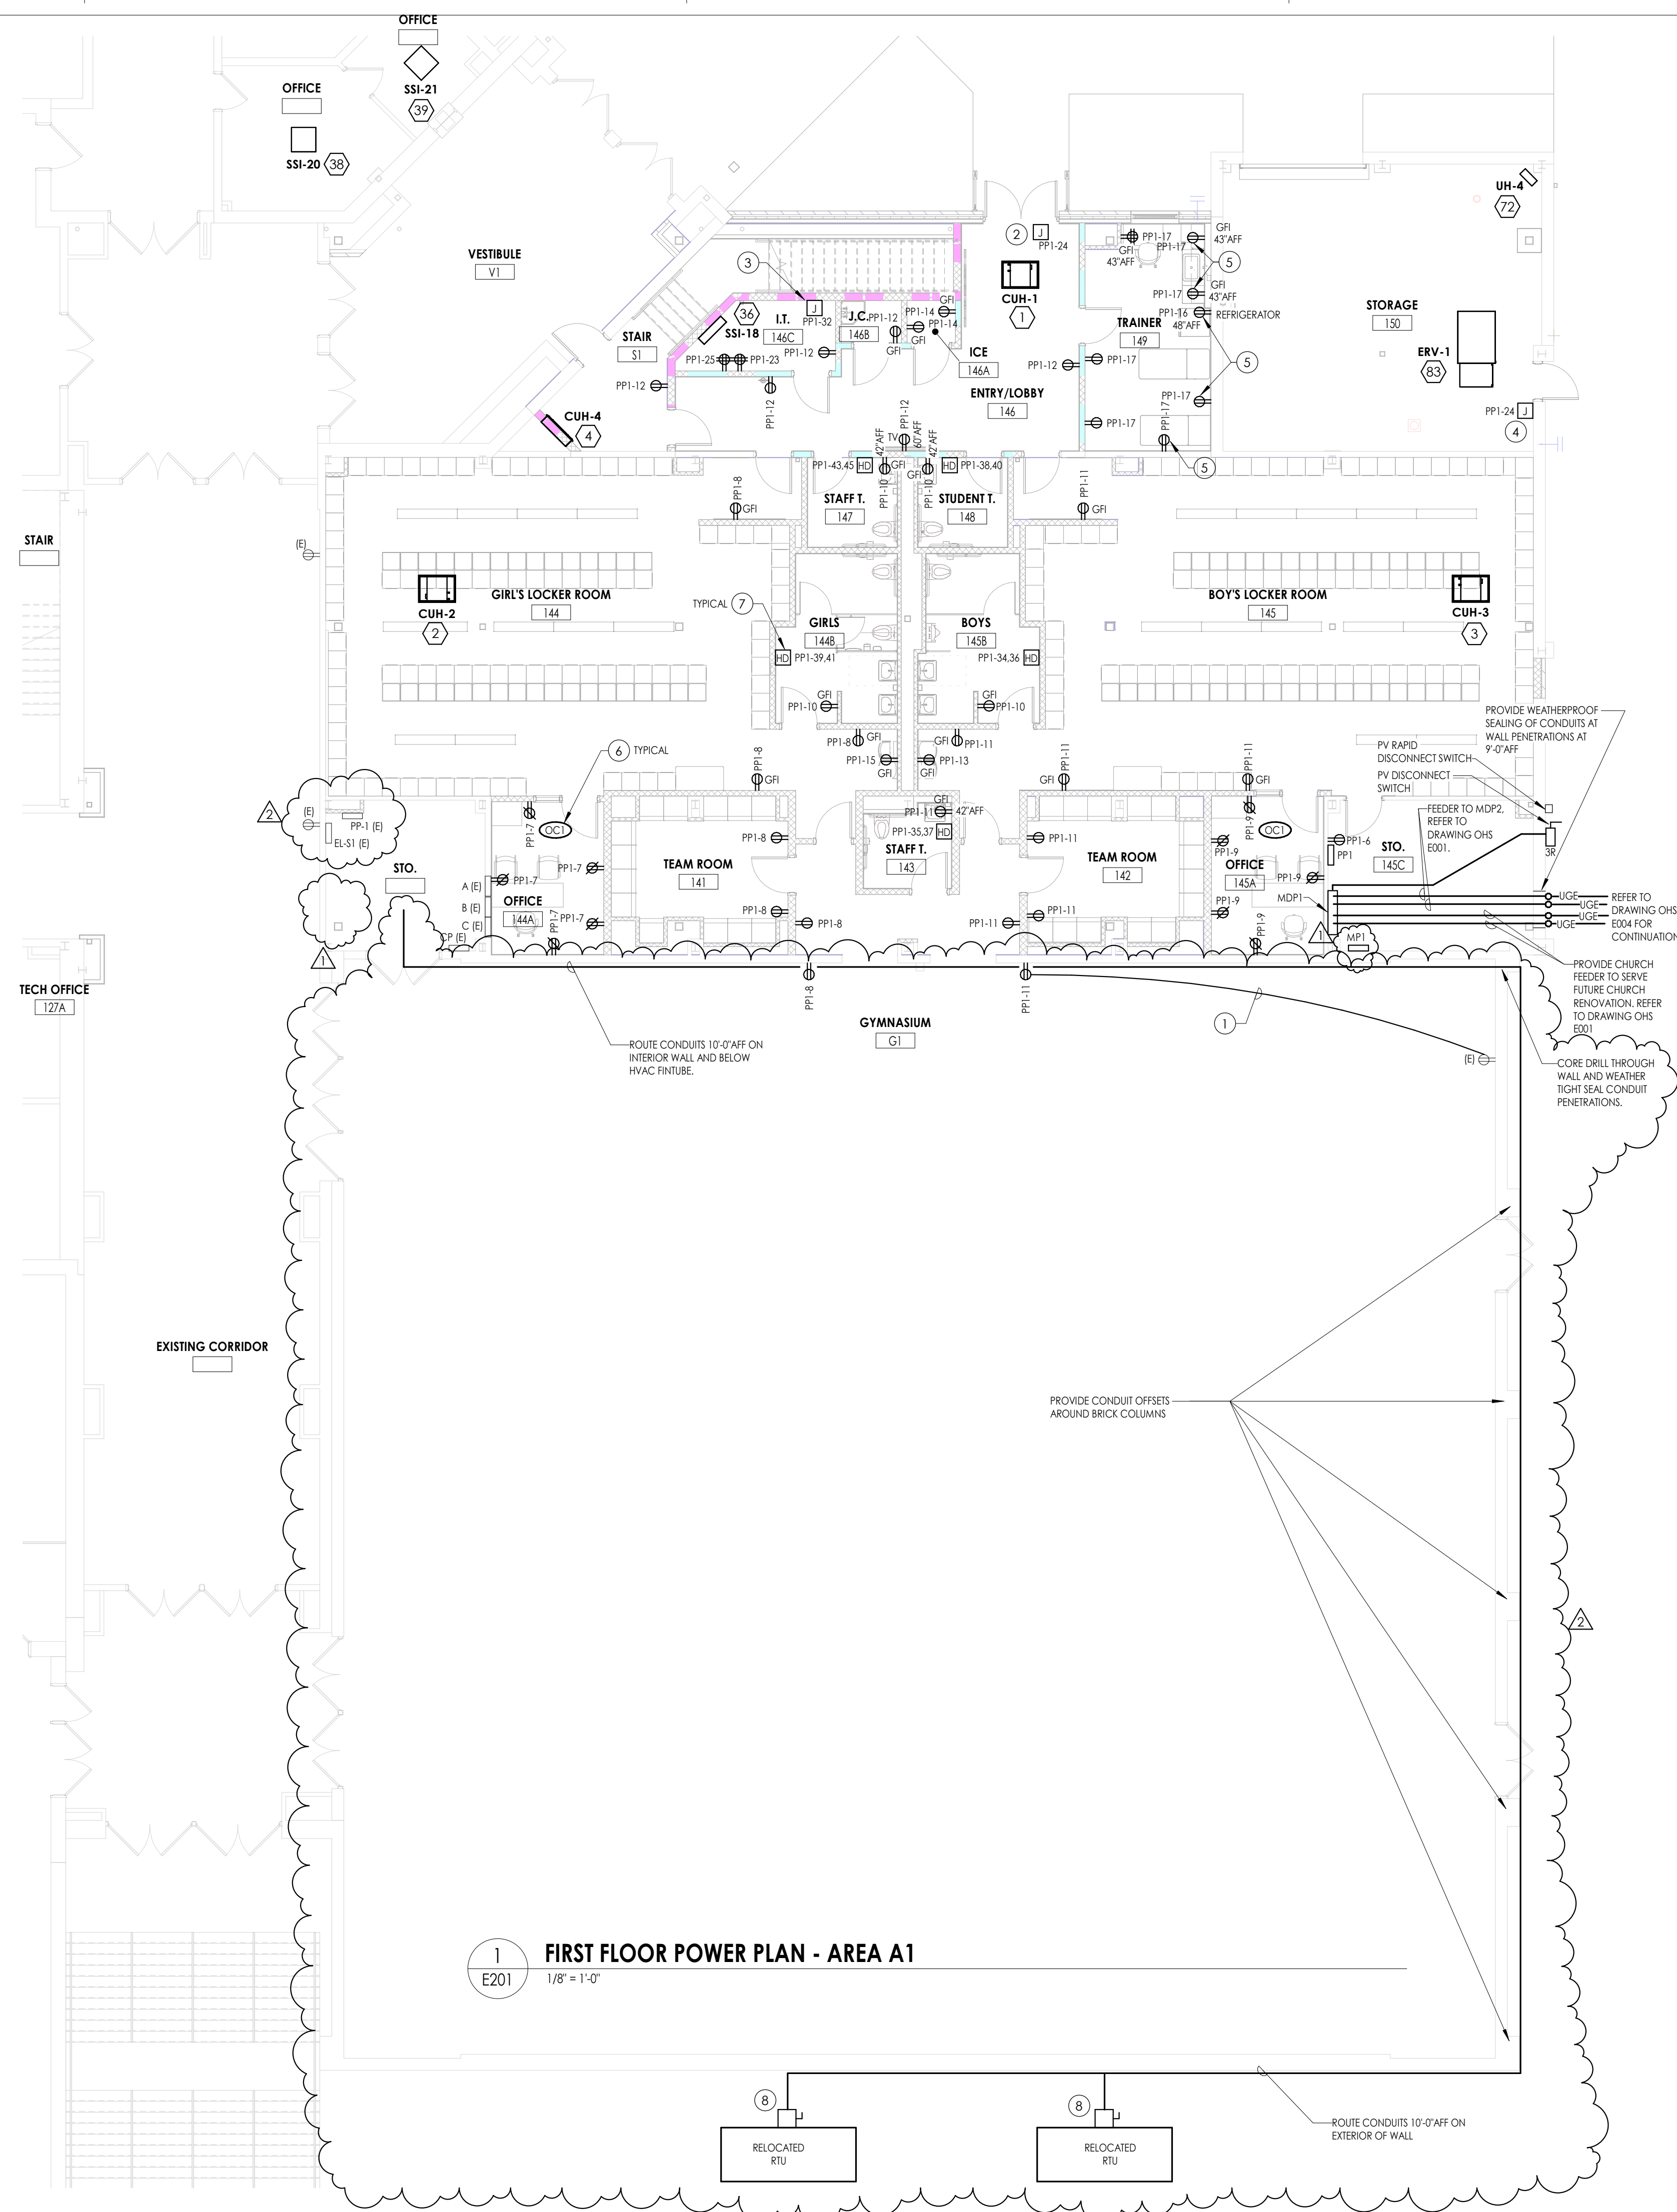 OFFICE
SSI-21
39
OFFICE
SSI-20
38
UH-4
72
VESTIBULE
V1
2
J
PP1-24
GFI
43"AFF
PP1-17
PP1-17
GFI
43"AFF
5
3
CUH-1
1
PP1-17
GFI
43"AFF
36
SSI-18
I.T.
146C
J
PP1-32
J.C.
146B
PP1-12
GFI
GFI
PP1-14
PP1-14
GFI
PP1-16
48"AFF
REFRIGERATOR
STORAGE
150
TRAINER
149
STAIR
S1
PP1-25
PP1-23
PP1-12
ICE
146A
PP1-12
PP1-17
5
ERV-1
83
PP1-12
PP1-12
ENTRY/LOBBY
146
PP1-17
PP1-17
PP1-17
5
PP1-24
J
4
CUH-4
4
TV
PP1-12
60"AFF
42"AFF
42"AFF
PP1-43,45
HD
GFI
PP1-10
GFI
PP1-10
HD
PP1-38,40
PP1-8
GFI
PP1-11
GFI
STAFF T.
147
STUDENT T.
148
STAIR
(E)
CUH-2
2
GIRL'S LOCKER ROOM
144
BOY'S LOCKER ROOM
145
CUH-3
3
TYPICAL
7
GIRLS
144B
BOYS
145B
HD
PP1-39,41
PP1-34,36
HD
GFI
PP1-10
GFI
PP1-10
PP1-8
GFI
GFI
PP1-11
PP1-15
GFI
PP1-13
GFI
6
TYPICAL
PP1-8
GFI
PP1-11
GFI
PP1-11
GFI
PROVIDE WEATHERPROOF
SEALING OF CONDUITS AT
WALL PENETRATIONS AT
9'-0"AFF
PV RAPID
DISCONNECT SWITCH
PV DISCONNECT
SWITCH
FEEDER TO MDP2,
REFER TO
DRAWING OHS
E001.
3R
2
(E)
PP-1 (E)
EL-S1 (E)
PP1-7
OC1
GFI
PP1-11
42"AFF
PP1-35,37
HD
STAFF T.
143
PP1-8
PP1-11
PP1-9
OC1
PP1-6
PP1
STO.
145C
STO.
TEAM ROOM
141
TEAM ROOM
142
PP1-9
OFFICE
145A
PP1-9
PP1-7
PP1-7
A (E)
B (E)
C (E)
CP (E)
OFFICE
144A
PP1-7
PP1-7
PP1-8
PP1-8
PP1-11
PP1-11
PP1-9
PP1-9
MDP1
1
MP1
UGE
UGE
UGE
UGE
REFER TO
DRAWING OHS
E004 FOR
CONTINUATION
1
PP1-8
PP1-11
PROVIDE CHURCH
FEEDER TO SERVE
FUTURE CHURCH
RENOVATION. REFER
TO DRAWING OHS
E001
TECH OFFICE
127A
GYMNASIUM
G1
1
ROUTE CONDUITS 10'-0"AFF ON
INTERIOR WALL AND BELOW
HVAC FINTUBE.
(E)
CORE DRILL THROUGH
WALL AND WEATHER
TIGHT SEAL CONDUIT
PENETRATIONS.
EXISTING CORRIDOR
PROVIDE CONDUIT OFFSETS
AROUND BRICK COLUMNS
2
1
E201
FIRST FLOOR POWER PLAN - AREA A1
1/8" = 1'-0"
8
8
RELOCATED
RTU
RELOCATED
RTU
ROUTE CONDUITS 10'-0"AFF ON
EXTERIOR OF WALL